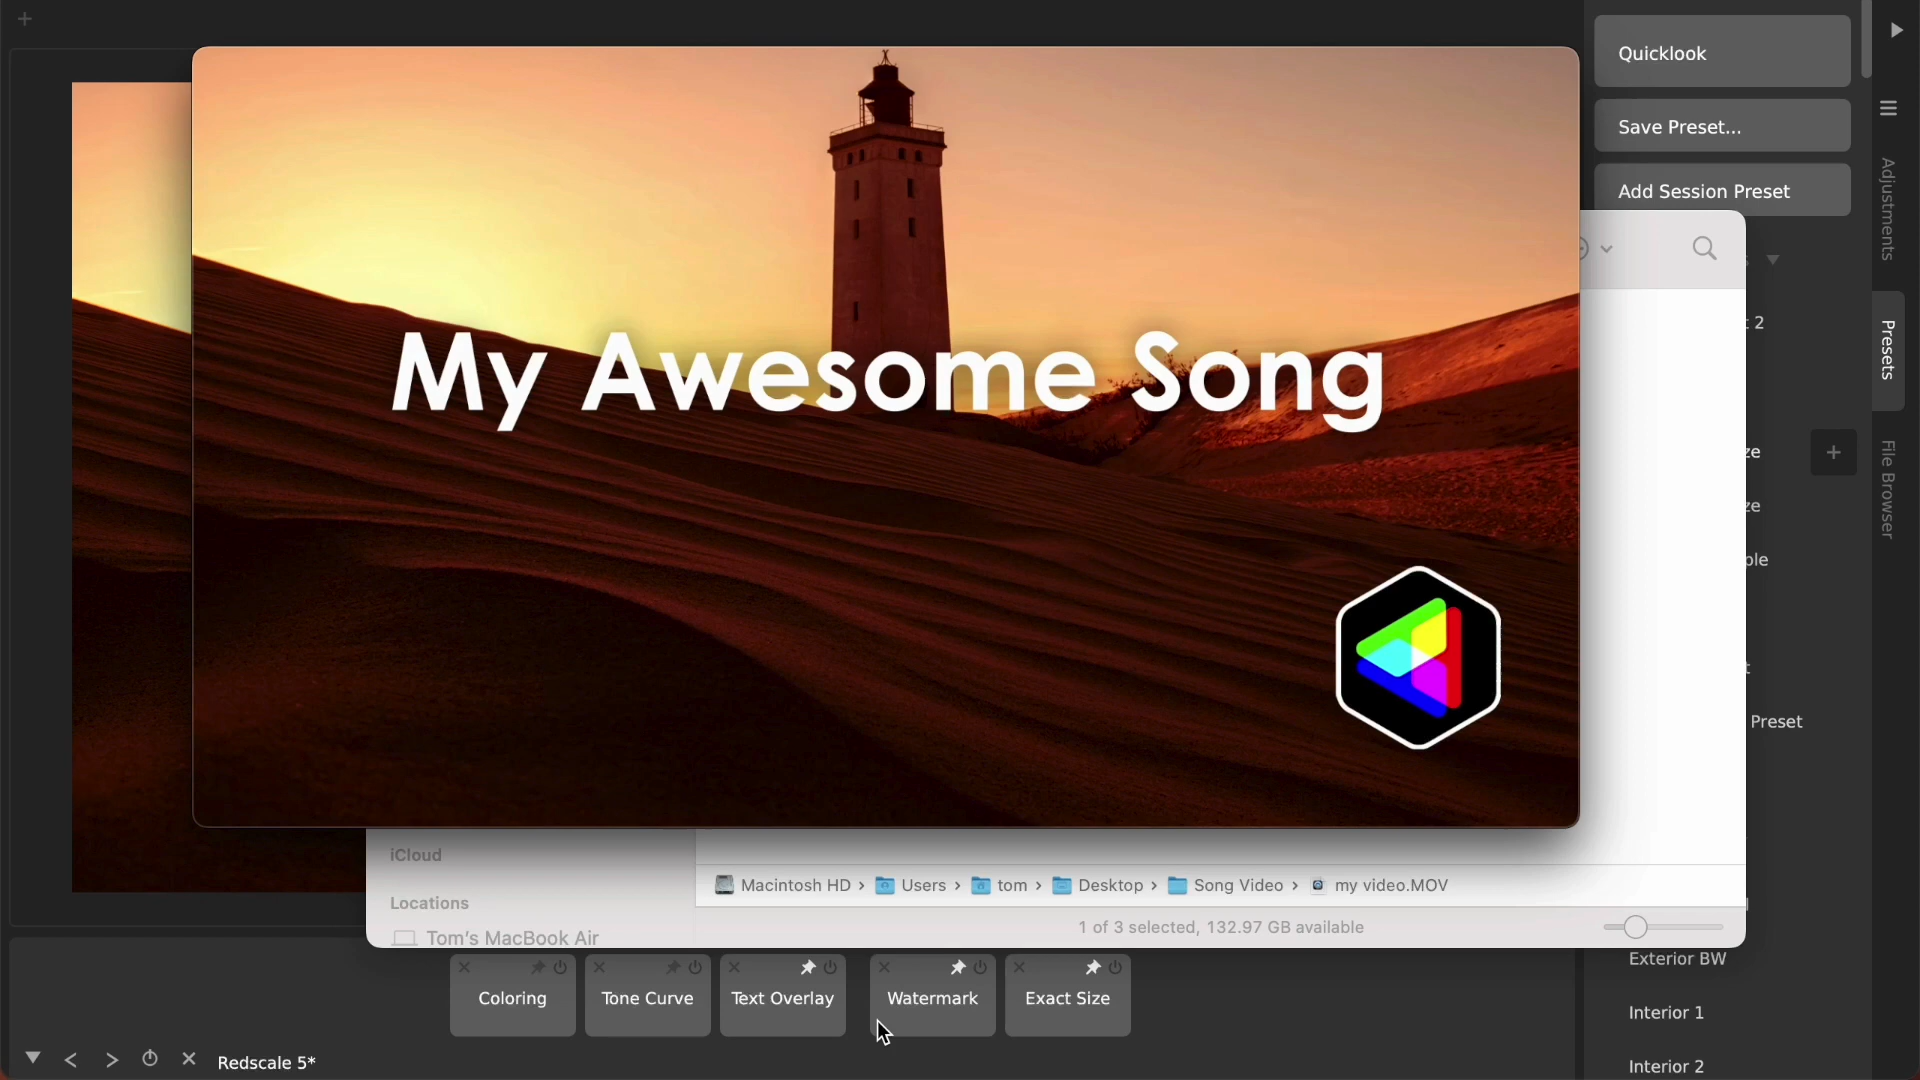 Quicklook
Save Preset...
Add Session Preset
Adjustments
Presets
File Browser
2
Preset
My Awesome Song
iCloud
Locations
Tom's MacBook Air
Macintosh HD › Users › tom › Desktop › Song Video › my video.MOV
1 of 3 selected, 132.97 GB available
Exterior BW
Interior 1
Interior 2
Coloring
Tone Curve
Text Overlay
Watermark
Exact Size
Redscale 5*